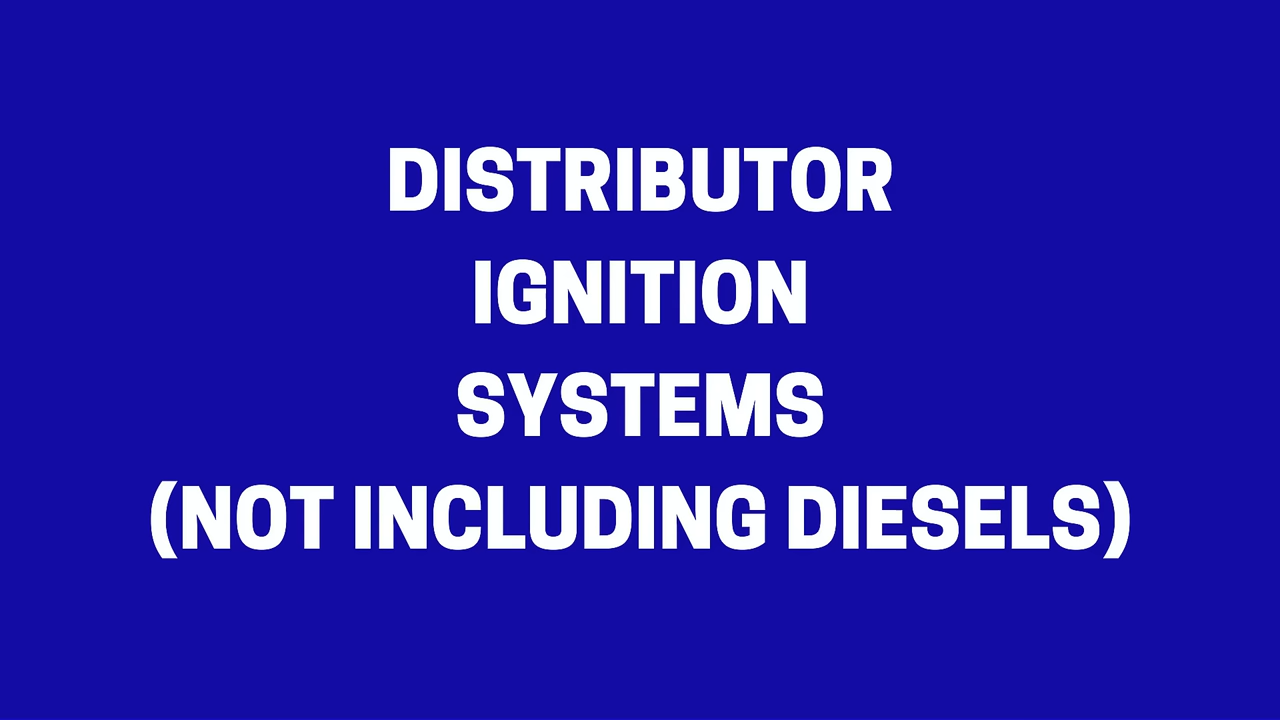 DISTRIBUTOR
IGNITION
SYSTEMS
(NOT INCLUDING DIESELS)